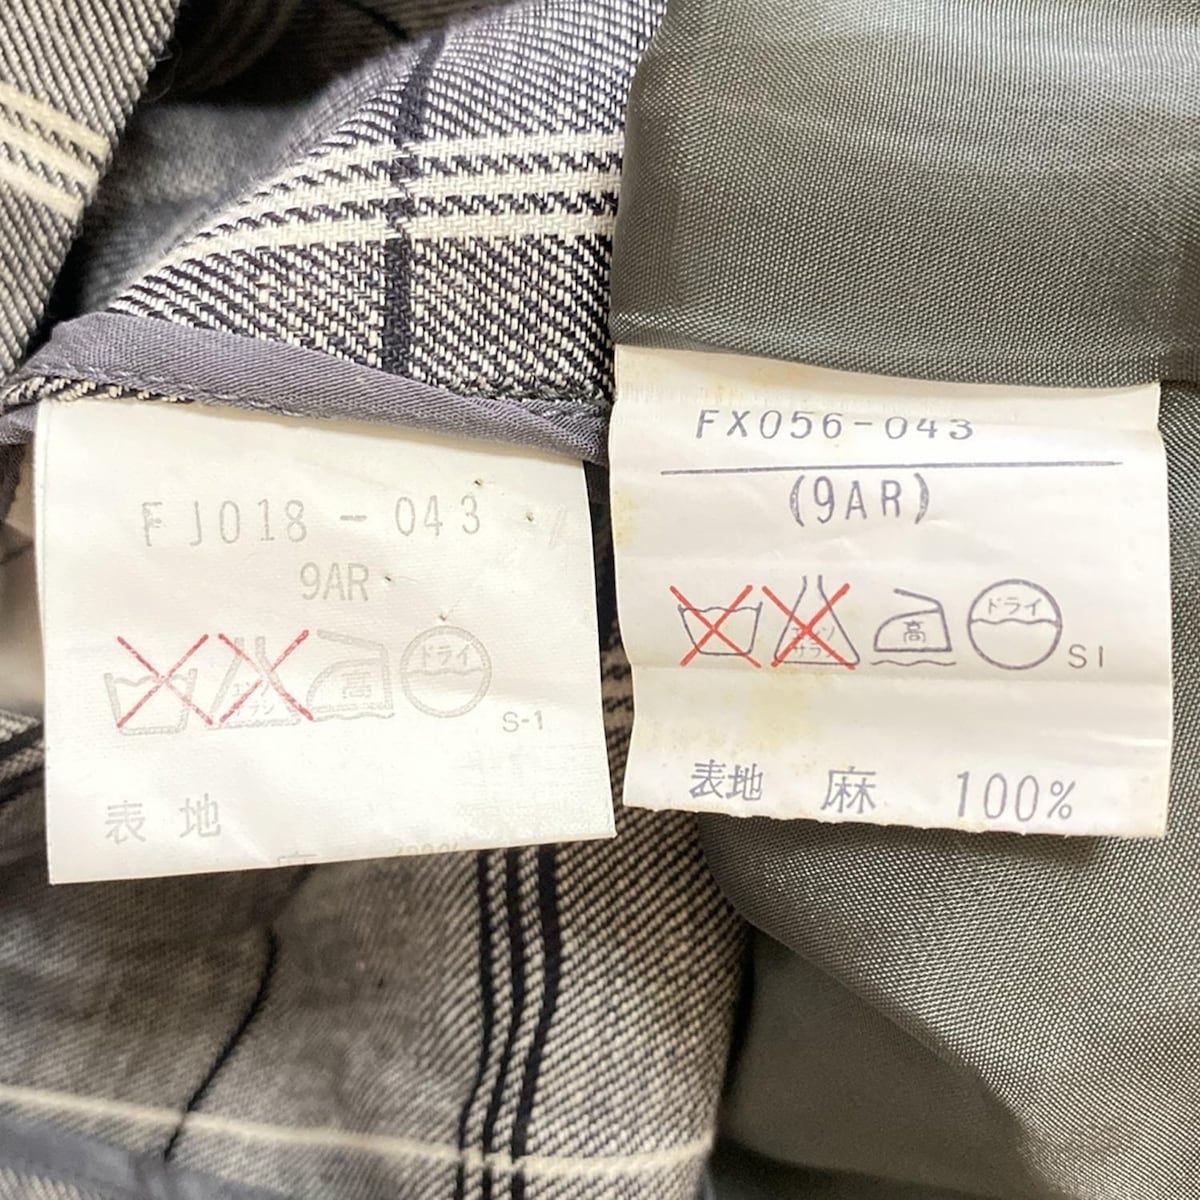 FJ018-043
9AR
エンソ
サラシ
高
ドライ
S-1
表地
FX056-043
(9AR)
エンソ
サラシ
高
ドライ
SI
表地 麻 100%